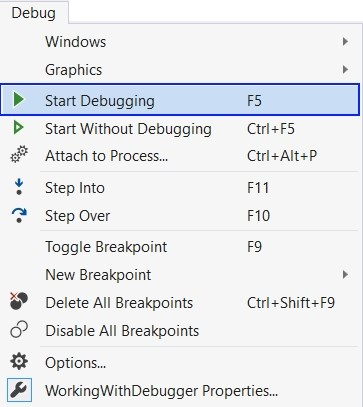 Debug
Windows
Graphics
Start Debugging F5
Start Without Debugging Ctrl+F5
Attach to Process... Ctrl+Alt+P
Step Into F11
Step Over F10
Toggle Breakpoint F9
New Breakpoint
Delete All Breakpoints Ctrl+Shift+F9
Disable All Breakpoints
Options...
WorkingWithDebugger Properties...